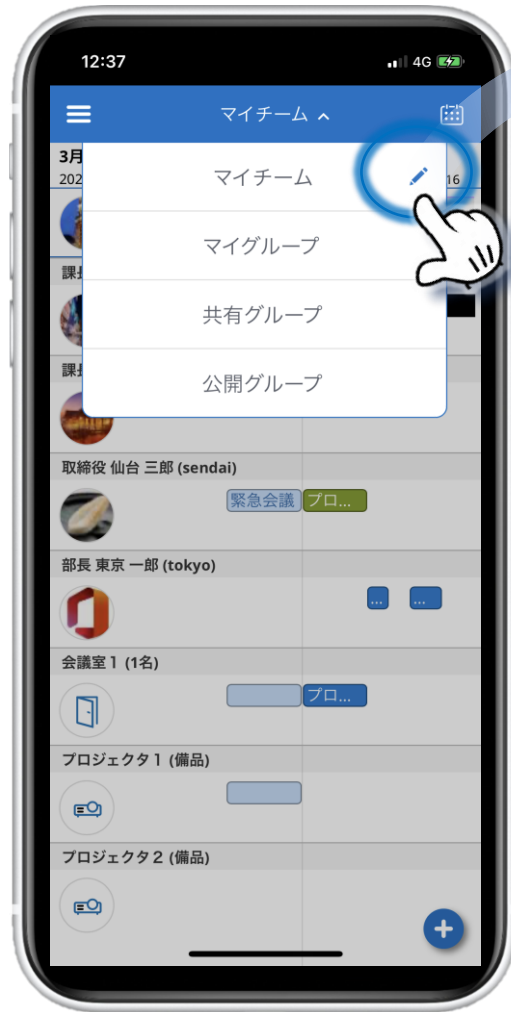 12:37
4G
マイチーム
3月
202
16
マイチーム
マイグループ
共有グループ
公開グループ
課長
課長
取締役 仙台 三郎 (sendai)
緊急会議 プロ...
部長 東京 一郎 (tokyo)
... ...
会議室1 (1名)
プロ...
プロジェクタ1 (備品)
プロジェクタ2 (備品)